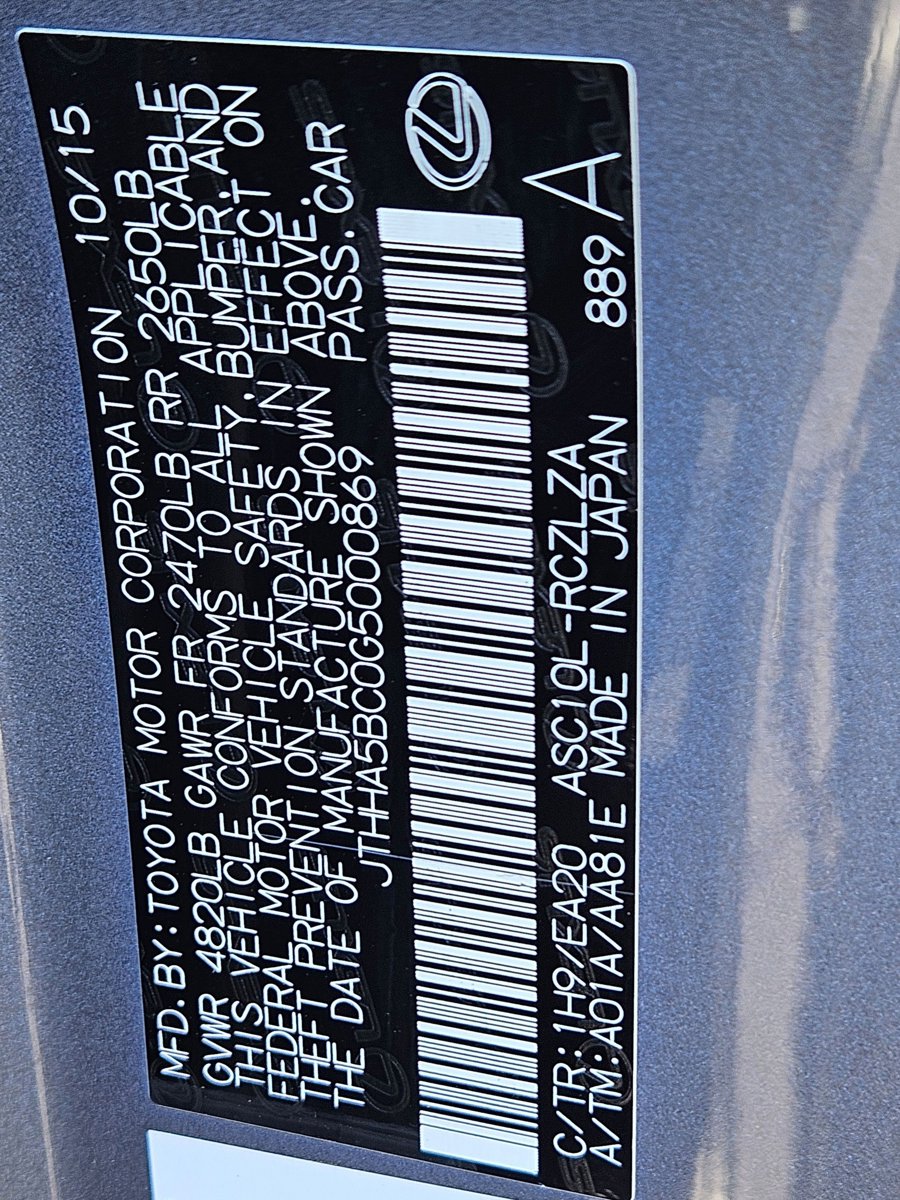 MFD. BY: TOYOTA MOTOR CORPORATION 10/15
GVWR 4820LB GAWR FR 2470LB RR 2650LB
THIS VEHICLE CONFORMS TO ALL APPLICABLE
FEDERAL MOTOR VEHICLE SAFETY, BUMPER, AND
THEFT PREVENTION STANDARDS IN EFFECT ON
THE DATE OF MANUFACTURE SHOWN ABOVE.
JTHHA5BC0G5000869 PASS. CAR
C/TR: 1H9/EA20 ASC10L-RCZLZA 889
A/TM: A01A/AA81E MADE IN JAPAN A